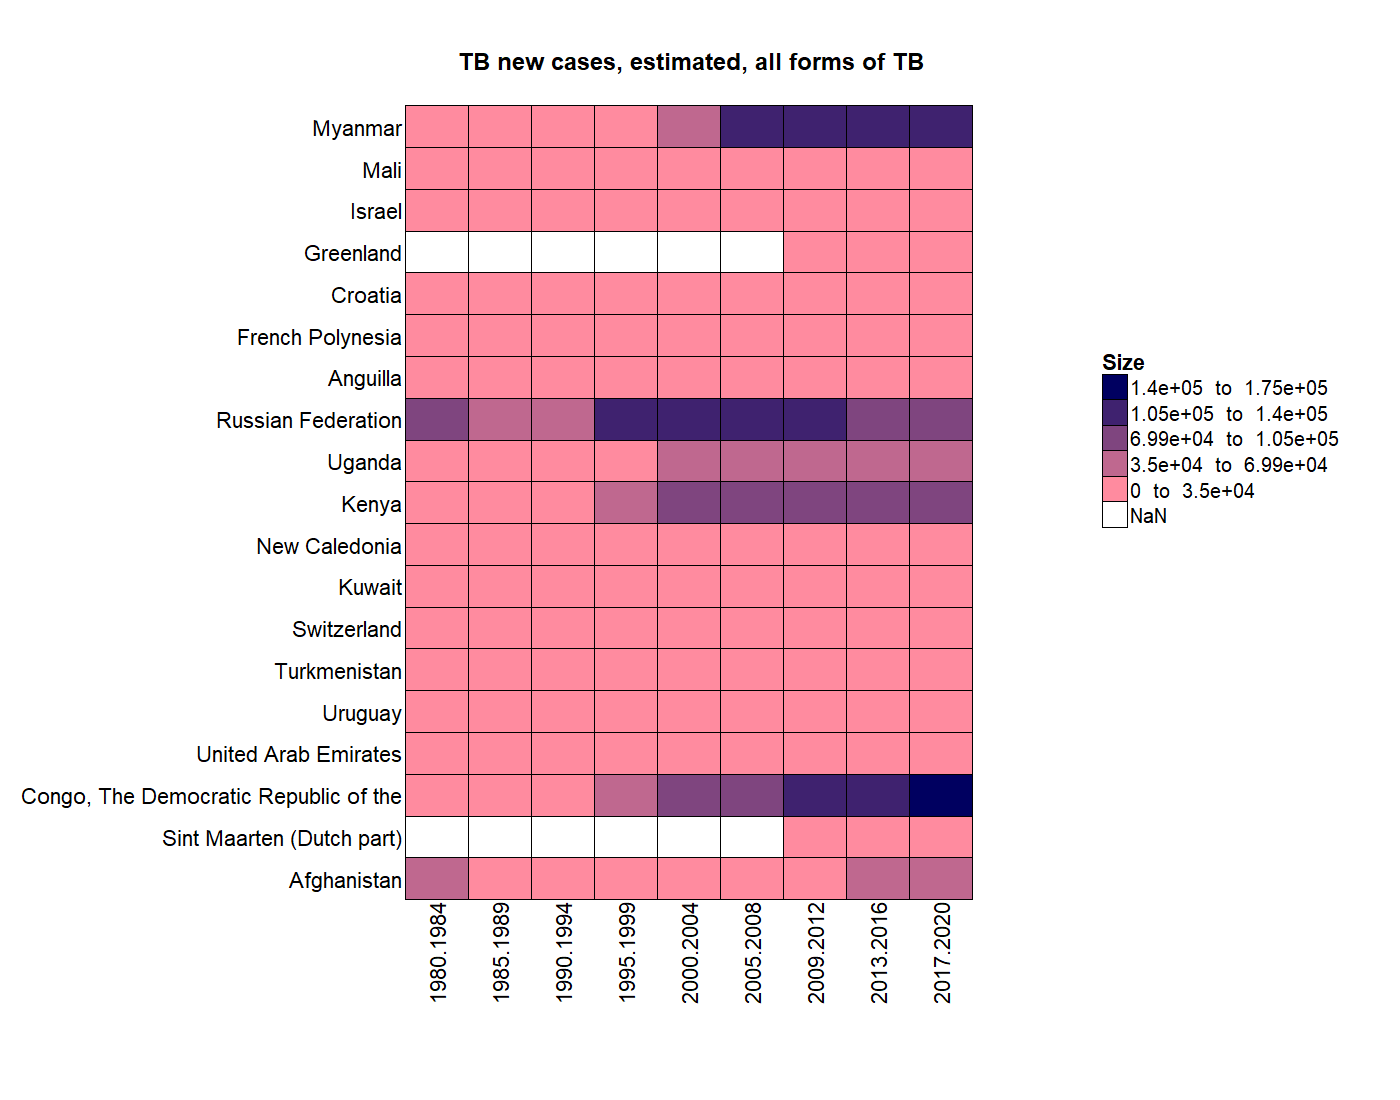 TB new cases, estimated, all forms of TB
Myanmar
Mali
Israel
Greenland
Croatia
French Polynesia
Anguilla
Russian Federation
Uganda
Kenya
New Caledonia
Kuwait
Switzerland
Turkmenistan
Uruguay
United Arab Emirates
Congo, The Democratic Republic of the
Sint Maarten (Dutch part)
Afghanistan
1980.1984
1985.1989
1990.1994
1995.1999
2000.2004
2005.2008
2009.2012
2013.2016
2017.2020
Size
1.4e+05 to 1.75e+05
1.05e+05 to 1.4e+05
6.99e+04 to 1.05e+05
3.5e+04 to 6.99e+04
0 to 3.5e+04
NaN